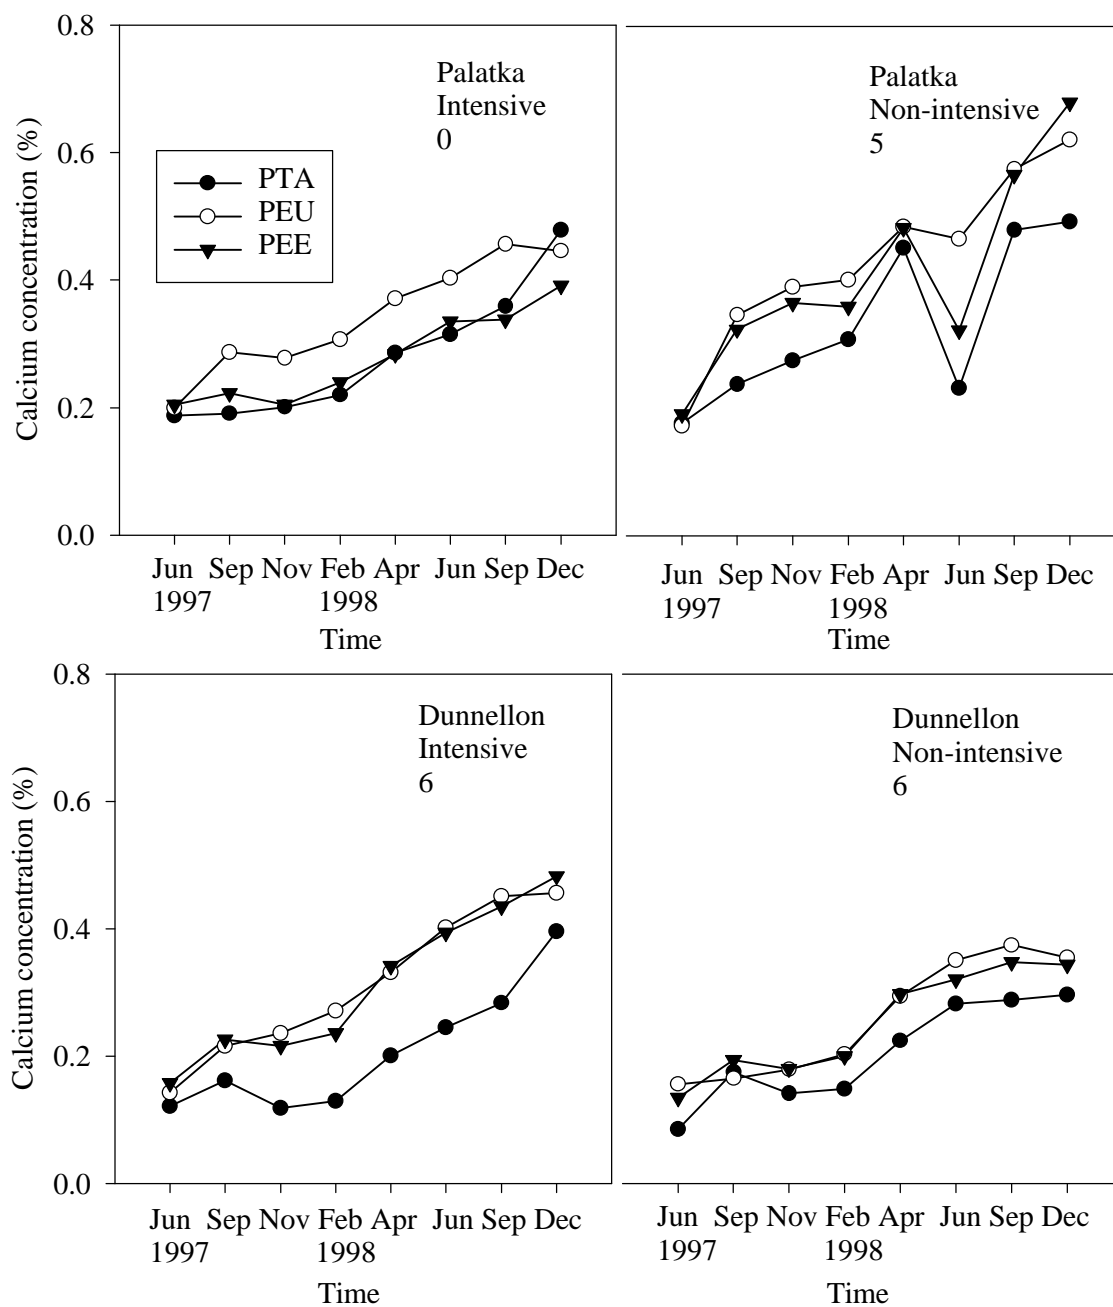 0.8
0.6
0.4
0.2
0.0
Calcium concentration (%)
Palatka
Intensive
0
PTA
PEU
PEE
Jun Sep Nov Feb Apr Jun Sep Dec
1997 1998
Time
Palatka
Non-intensive
5
Jun Sep Nov Feb Apr Jun Sep Dec
1997 1998
Time
0.8
0.6
0.4
0.2
0.0
Calcium concentration (%)
Dunnellon
Intensive
6
Jun Sep Nov Feb Apr Jun Sep Dec
1997 1998
Time
Dunnellon
Non-intensive
6
Jun Sep Nov Feb Apr Jun Sep Dec
1997 1998
Time